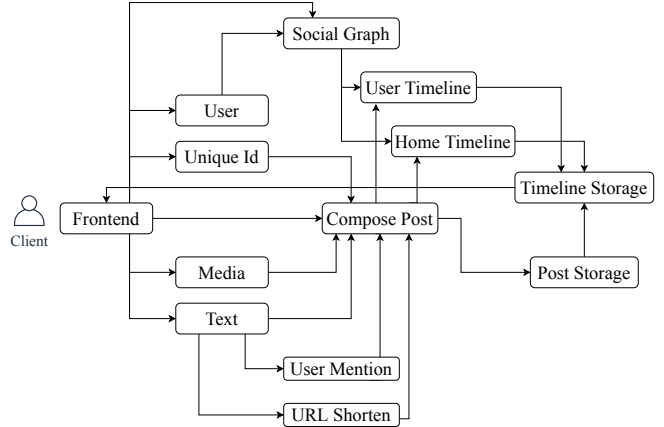 Social Graph
User Timeline
User
Home Timeline
Unique Id
Timeline Storage
Frontend
Compose Post
Client
Media
Post Storage
Text
User Mention
URL Shorten